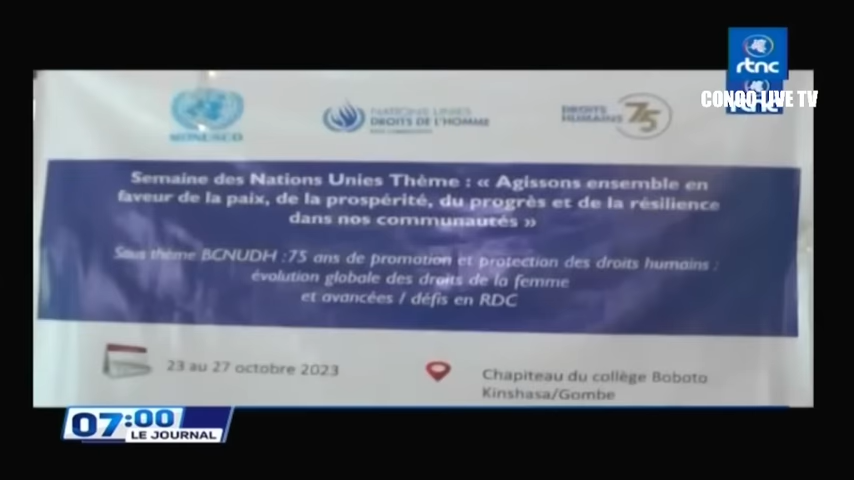 rtnc
rtnc
CONGO LIVE TV
MONUSCO
NATIONS UNIES
DROITS DE L'HOMME
DROITS
HUMAINS 75
Semaine des Nations Unies Thème : « Agissons ensemble en
faveur de la paix, de la prospérité, du progrès et de la résilience
dans nos communautés »
Sous thème BCNUDH :75 ans de promotion et protection des droits humains :
évolution globale des droits de la femme
et avancées / défis en RDC
23 au 27 octobre 2023
Chapiteau du collège Boboto
Kinshasa/Gombe
07:00
LE JOURNAL